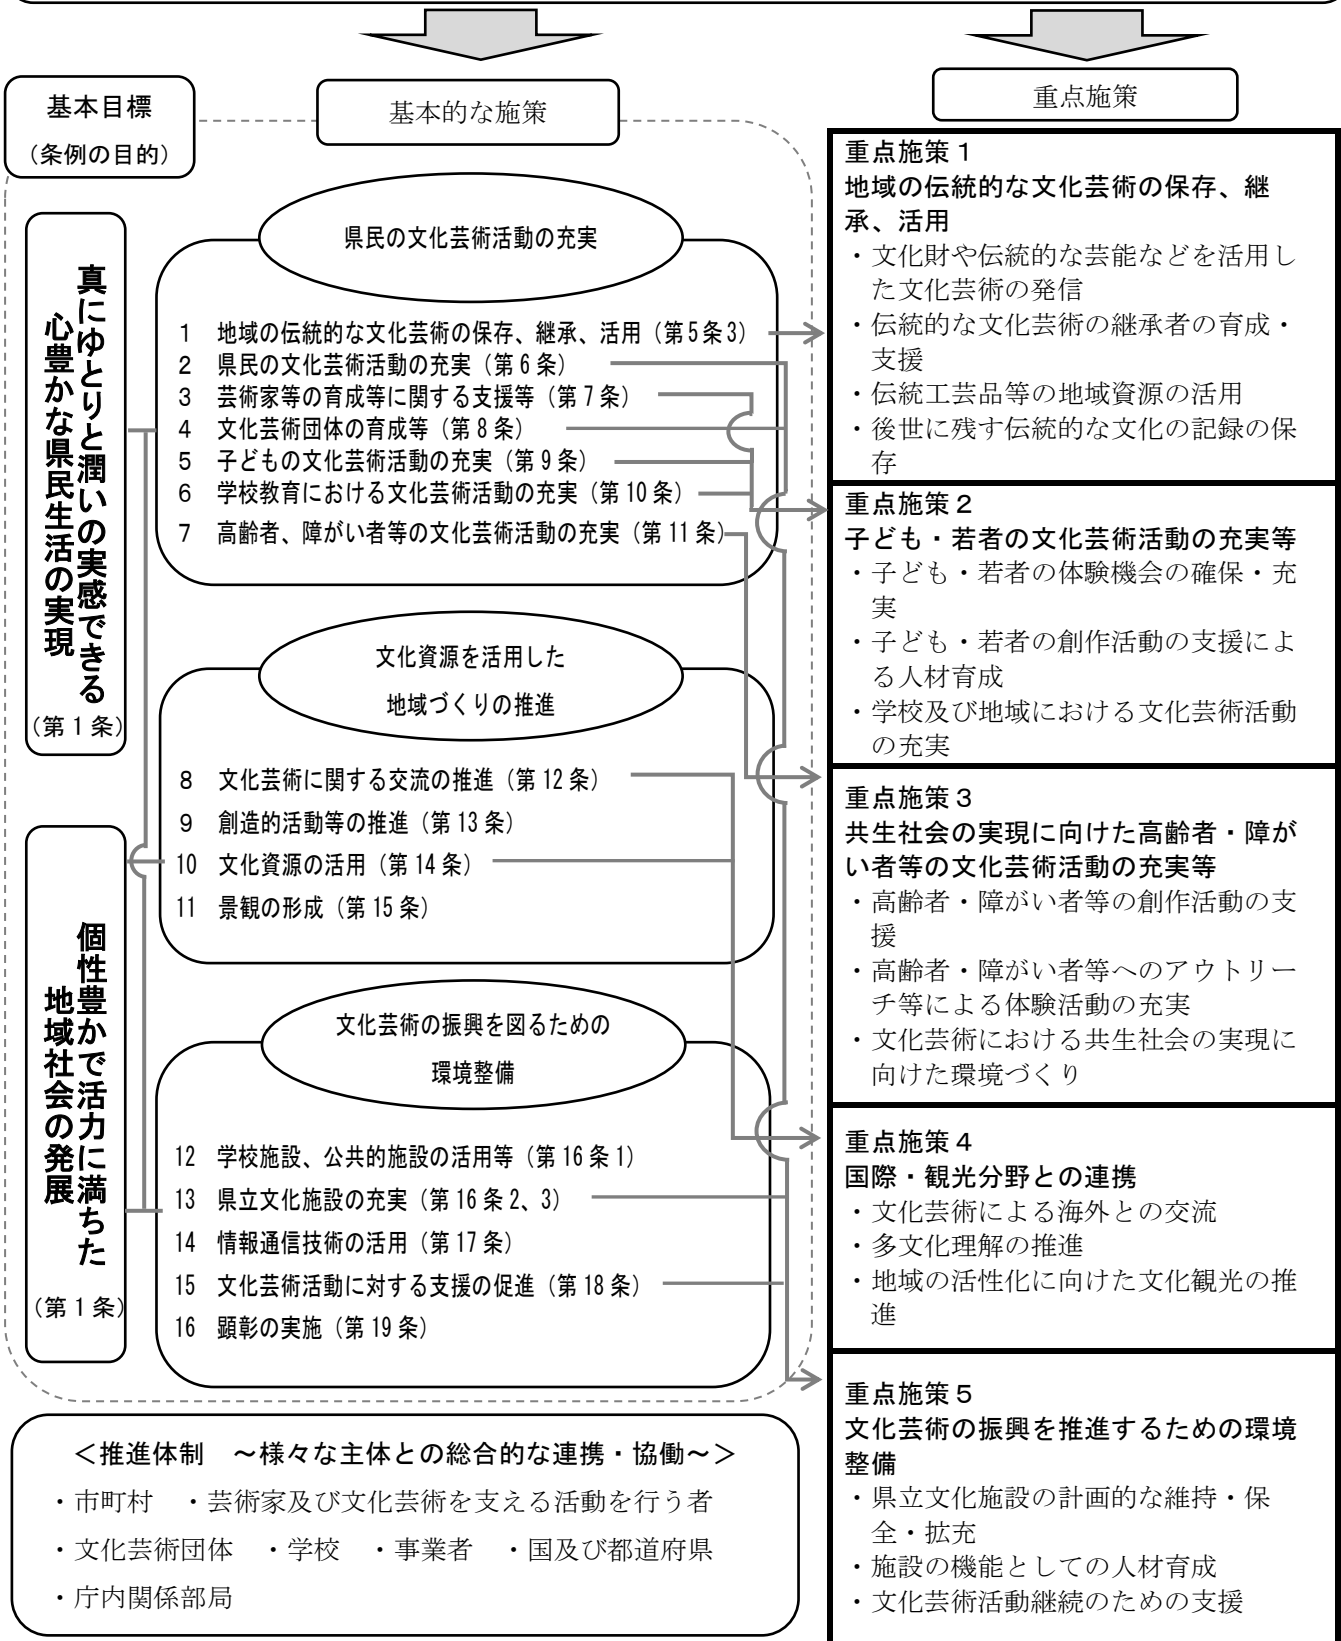 基本目標
(条例の目的)
基本的な施策
重点施策
真にゆとりと潤いの実感できる
心豊かな県民生活の実現
(第1条)
個性豊かで活力に満ちた
地域社会の発展
(第1条)
県民の文化芸術活動の充実
1 地域の伝統的な文化芸術の保存、継承、活用(第5条3)
2 県民の文化芸術活動の充実(第6条)
3 芸術家等の育成等に関する支援等(第7条)
4 文化芸術団体の育成等(第8条)
5 子どもの文化芸術活動の充実(第9条)
6 学校教育における文化芸術活動の充実(第10条)
7 高齢者、障がい者等の文化芸術活動の充実(第11条)
文化資源を活用した
地域づくりの推進
8 文化芸術に関する交流の推進(第12条)
9 創造的活動等の推進(第13条)
10 文化資源の活用(第14条)
11 景観の形成(第15条)
文化芸術の振興を図るための
環境整備
12 学校施設、公共的施設の活用等(第16条1)
13 県立文化施設の充実(第16条2、3)
14 情報通信技術の活用(第17条)
15 文化芸術活動に対する支援の促進(第18条)
16 顕彰の実施(第19条)
重点施策1
地域の伝統的な文化芸術の保存、継
承、活用
・文化財や伝統的な芸能などを活用し
た文化芸術の発信
・伝統的な文化芸術の継承者の育成・
支援
・伝統工芸品等の地域資源の活用
・後世に残す伝統的な文化の記録の保
存
重点施策2
子ども・若者の文化芸術活動の充実等
・子ども・若者の体験機会の確保・充
実
・子ども・若者の創作活動の支援によ
る人材育成
・学校及び地域における文化芸術活動
の充実
重点施策3
共生社会の実現に向けた高齢者・障が
い者等の文化芸術活動の充実等
・高齢者・障がい者等の創作活動の支
援
・高齢者・障がい者等へのアウトリー
チ等による体験活動の充実
・文化芸術における共生社会の実現に
向けた環境づくり
重点施策4
国際・観光分野との連携
・文化芸術による海外との交流
・多文化理解の推進
・地域の活性化に向けた文化観光の推
進
重点施策5
文化芸術の振興を推進するための環境
整備
・県立文化施設の計画的な維持・保
全・拡充
・施設の機能としての人材育成
・文化芸術活動継続のための支援
<推進体制 ~様々な主体との総合的な連携・協働~>
・市町村 ・芸術家及び文化芸術を支える活動を行う者
・文化芸術団体 ・学校 ・事業者 ・国及び都道府県
・庁内関係部局